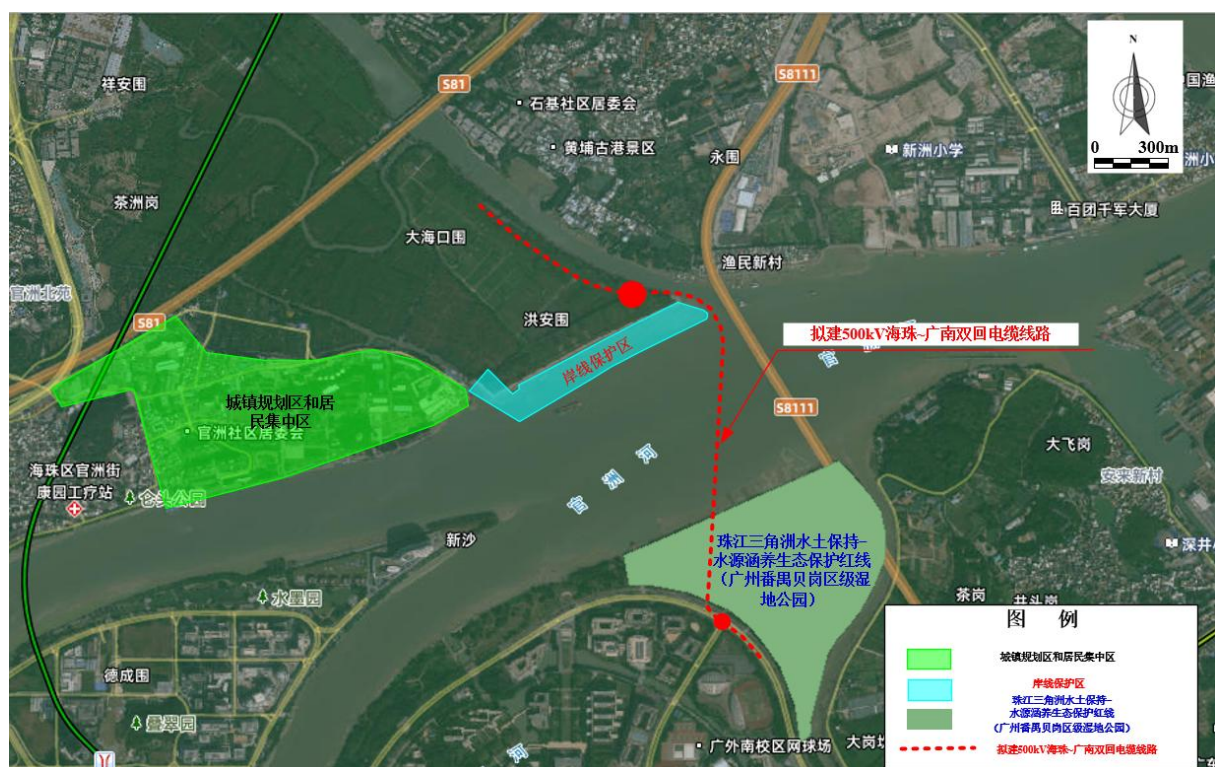 祥安围
S81
石基社区居委会
黄埔古港景区
永围
S8111
新洲小学
N
0 300m
国渔
洲小
百团千军大厦
茶洲岗
大海口围
渔民新村
官洲北苑
S81
洪安围
岸线保护区
拟建500kV海珠~广南双回电缆线路
官
城镇规划区和居
民集中区
官洲社区居委会
S8111
大飞岗
安来新村
海珠区官洲街
康园工疗站
仑头公园
官洲河
新沙
珠江三角洲水土保持-
水源涵养生态保护红线
(广州番禺贝岗区级湿
地公园)
深井
水墨园
茶岗
井头岗
德成围
叠翠园
河
广外南校区网球场
大岗
图 例
城镇规划区和居民集中区
岸线保护区
珠江三角洲水土保持-
水源涵养生态保护红线
(广州番禺贝岗区级湿地公园)
拟建500kV海珠~广南双回电缆线路